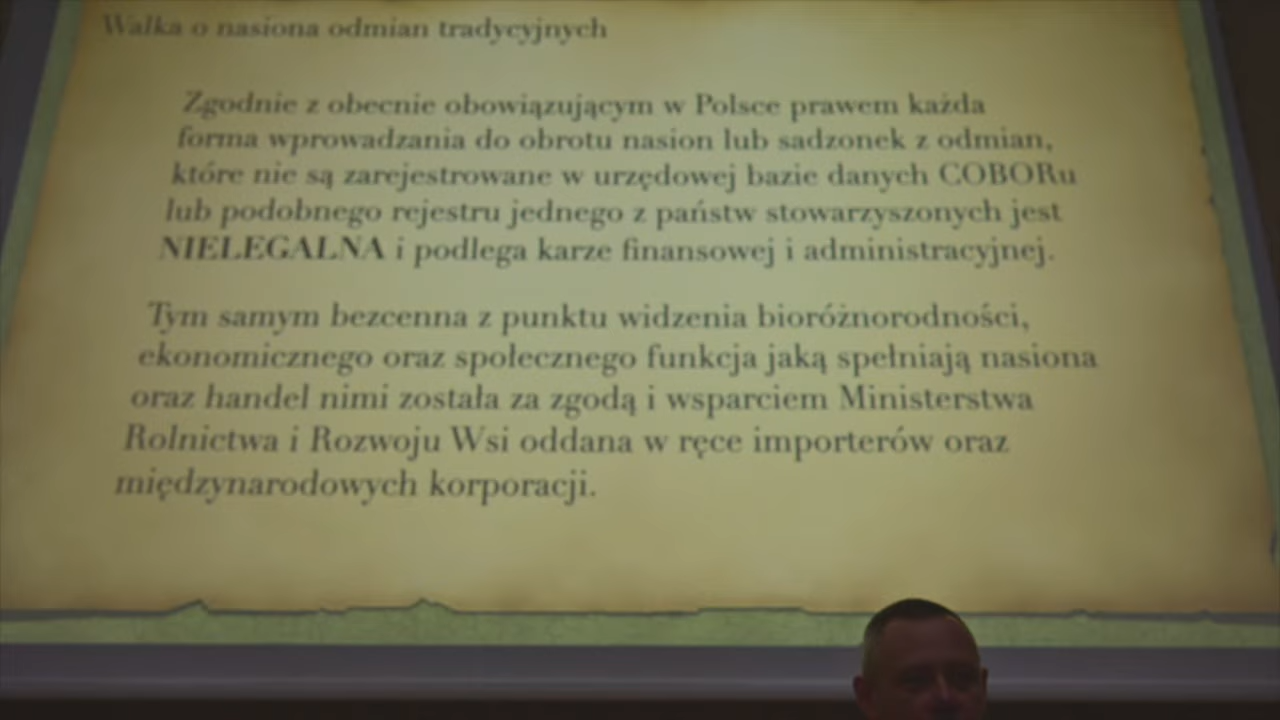 Walka o nasiona odmian tradycyjnych
Zgodnie z obecnie obowiązującym w Polsce prawem każda
forma wprowadzania do obrotu nasion lub sadzonek z odmian,
które nie są zarejestrowane w urzędowej bazie danych COBORu
lub podobnego rejestru jednego z państw stowarzyszonych jest
NIELEGALNA i podlega karze finansowej i administracyjnej.
Tym samym bezcenna z punktu widzenia bioróżnorodności,
ekonomicznego oraz społecznego funkcja jaką spełniają nasiona
oraz handel nimi została za zgodą i wsparciem Ministerstwa
Rolnictwa i Rozwoju Wsi oddana w ręce importerów oraz
międzynarodowych korporacji.